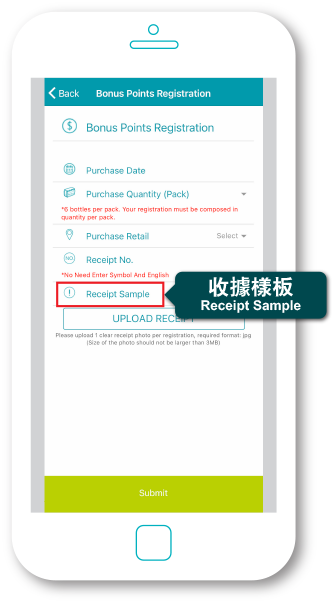 Back
Bonus Points Registration
Bonus Points Registration
Purchase Date
Purchase Quantity (Pack)
*6 bottles per pack. Your registration must be composed in
quantity per pack.
Purchase Retail
Select
NO
Receipt No.
*No Need Enter Symbol And English
Receipt Sample
收據樣板
Receipt Sample
UPLOAD RECEIPT
Please upload 1 clear receipt photo per registration, required format: jpg
(Size of the photo should not be larger than 3MB)
Submit